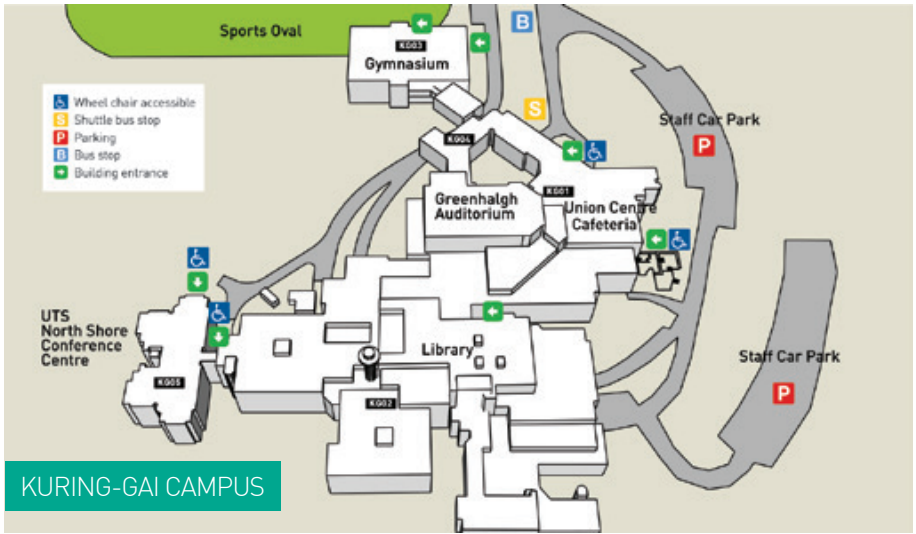 Sports Oval
B
KG03
Gymnasium
Wheel chair accessible
S Shuttle bus stop
P Parking
B Bus stop
Building entrance
S
Staff Car Park
P
KG04
KG01
Greenhalgh
Auditorium
Union Centre
Cafeteria
UTS
North Shore
Conference
Centre
Library
Staff Car Park
P
KG05
KG02
KURING-GAI CAMPUS